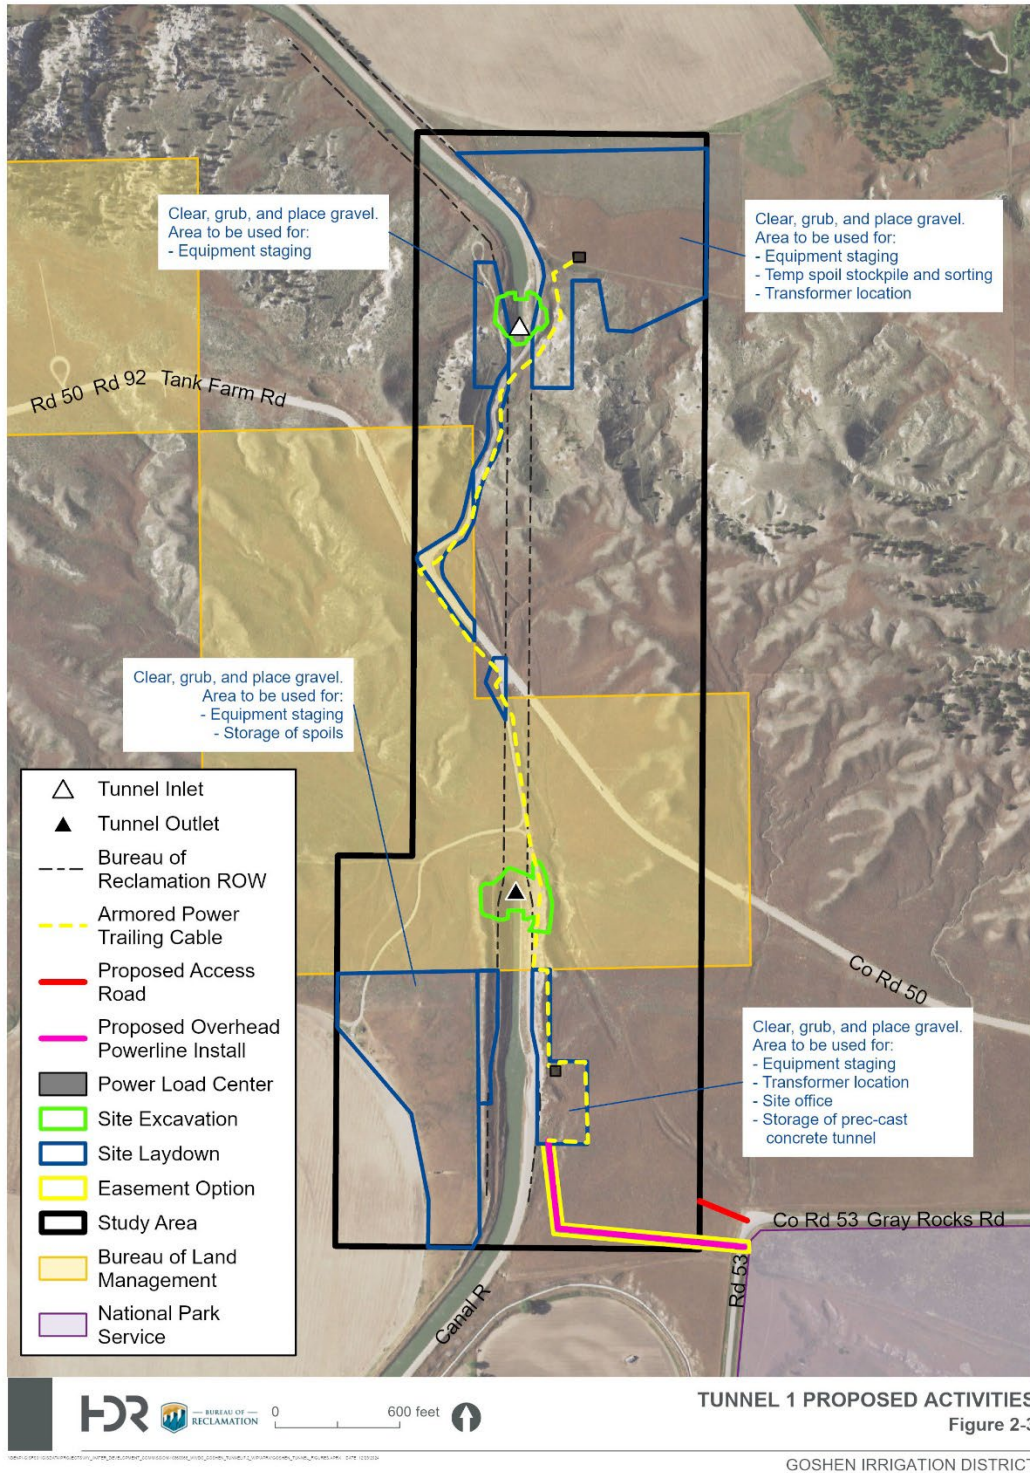 Clear, grub, and place gravel.
Area to be used for:
- Equipment staging
Clear, grub, and place gravel.
Area to be used for:
- Equipment staging
- Temp spoil stockpile and sorting
- Transformer location
Rd 50 Rd 92 Tank Farm Rd
Clear, grub, and place gravel.
Area to be used for:
- Equipment staging
- Storage of spoils
Tunnel Inlet
Tunnel Outlet
Bureau of
Reclamation ROW
Armored Power
Trailing Cable
Proposed Access
Road
Proposed Overhead
Powerline Install
Power Load Center
Site Excavation
Site Laydown
Easement Option
Study Area
Bureau of Land
Management
National Park
Service
Co Rd 50
Clear, grub, and place gravel.
Area to be used for:
- Equipment staging
- Transformer location
- Site office
- Storage of prec-cast
concrete tunnel
Co Rd 53 Gray Rocks Rd
Rd 53
Canal R
HDR
BUREAU OF
RECLAMATION
0 600 feet
TUNNEL 1 PROPOSED ACTIVITIES
Figure 2-3
GOSHEN IRRIGATION DISTRICT